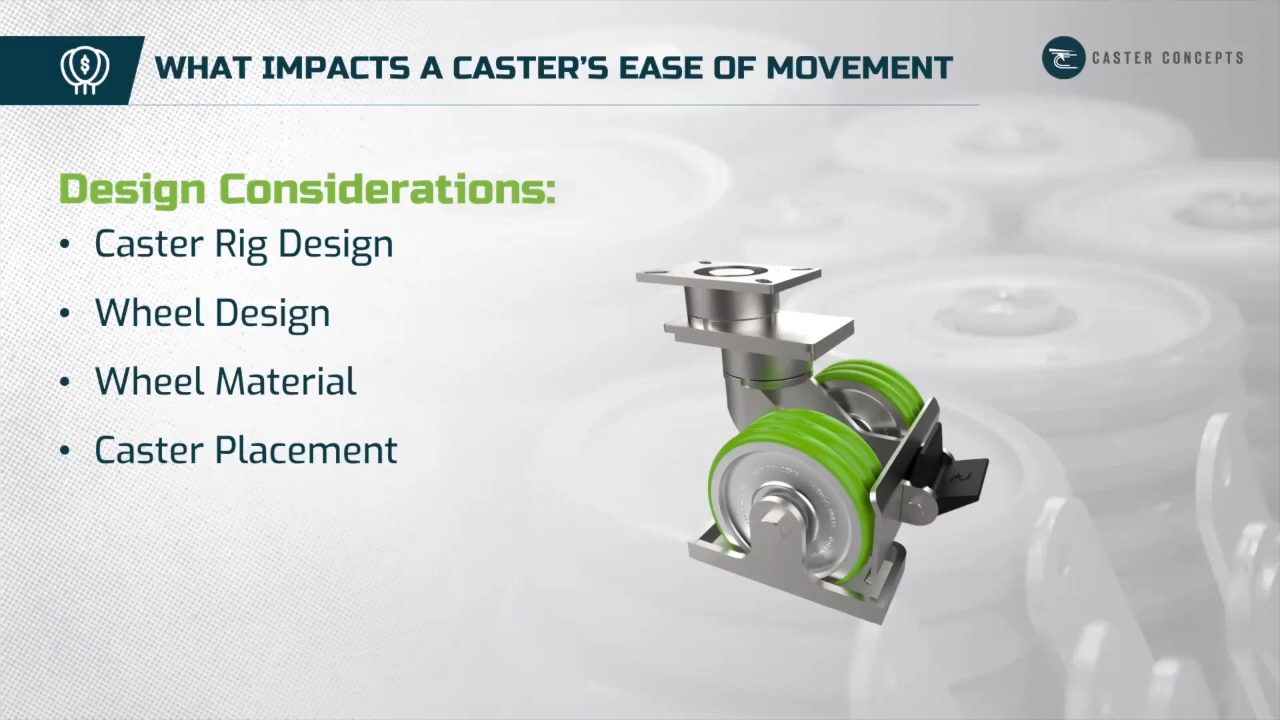 WHAT IMPACTS A CASTER'S EASE OF MOVEMENT
CASTER CONCEPTS
Design Considerations:
• Caster Rig Design
• Wheel Design
• Wheel Material
• Caster Placement